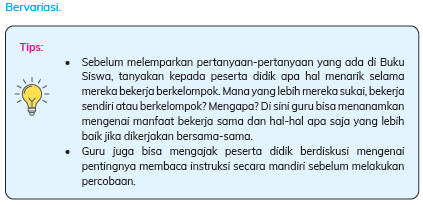 Bervariasi.
Tips:
• Sebelum melemparkan pertanyaan-pertanyaan yang ada di Buku
Siswa, tanyakan kepada peserta didik apa hal menarik selama
mereka bekerja berkelompok. Mana yang lebih mereka sukai, bekerja
sendiri atau berkelompok? Mengapa? Di sini guru bisa menanamkan
mengenai manfaat bekerja sama dan hal-hal apa saja yang lebih
baik jika dikerjakan bersama-sama.
• Guru juga bisa mengajak peserta didik berdiskusi mengenai
pentingnya membaca instruksi secara mandiri sebelum melakukan
percobaan.